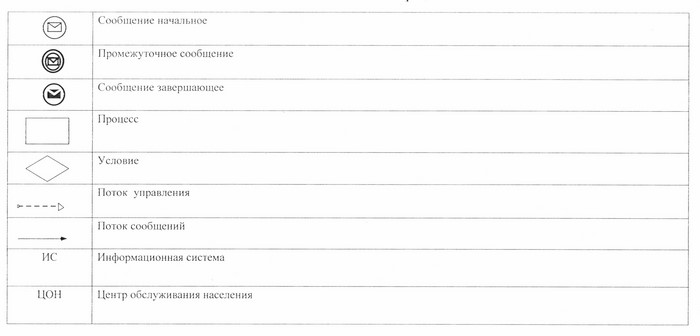 Сообщение начальное
Промежуточное сообщение
Сообщение завершающее
Процесс
Условие
Поток управления
Поток сообщений
ИС Информационная система
ЦОН Центр обслуживания населения